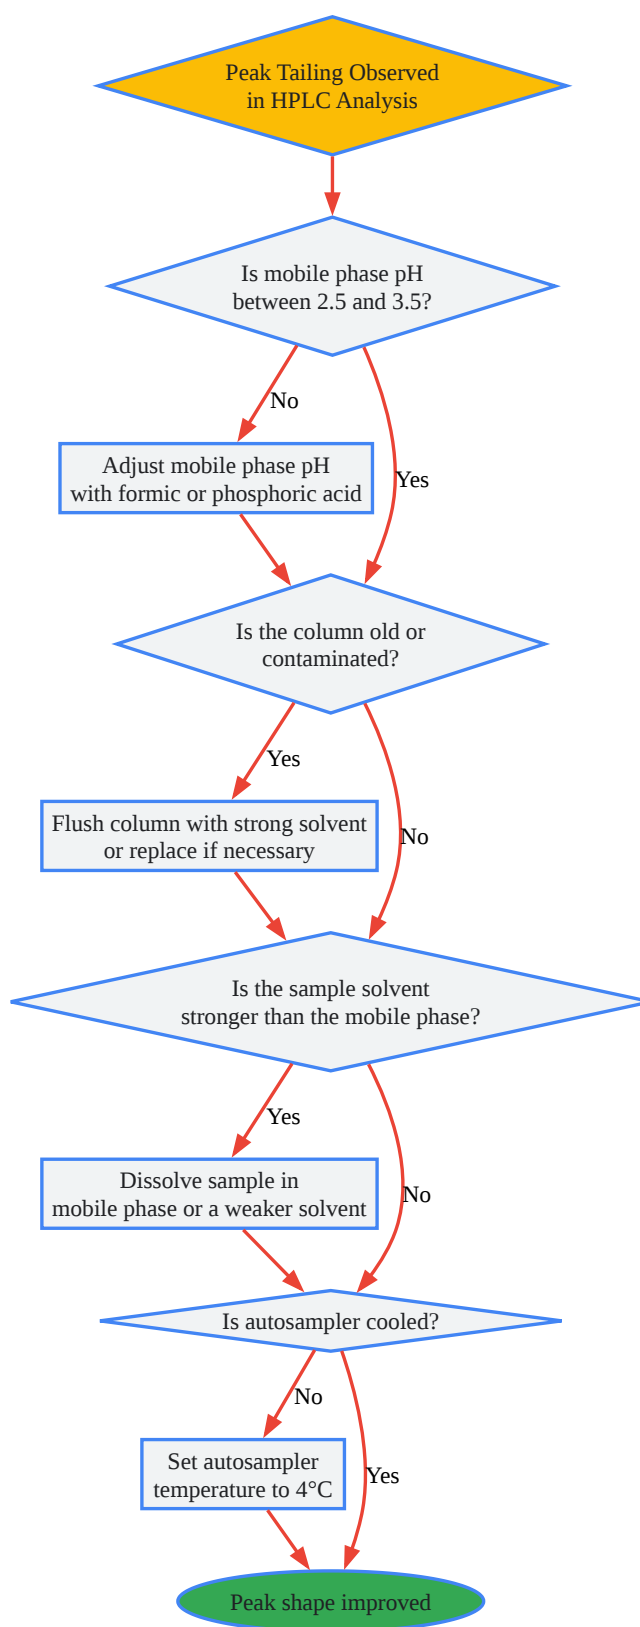 Peak Tailing Observed
in HPLC Analysis
Is mobile phase pH
between 2.5 and 3.5?
No
Adjust mobile phase pH
with formic or phosphoric acid
Yes
Is the column old or
contaminated?
Yes
Flush column with strong solvent
or replace if necessary
No
Is the sample solvent
stronger than the mobile phase?
Yes
Dissolve sample in
mobile phase or a weaker solvent
No
Is autosampler cooled?
No
Set autosampler
temperature to 4°C
Yes
Peak shape improved